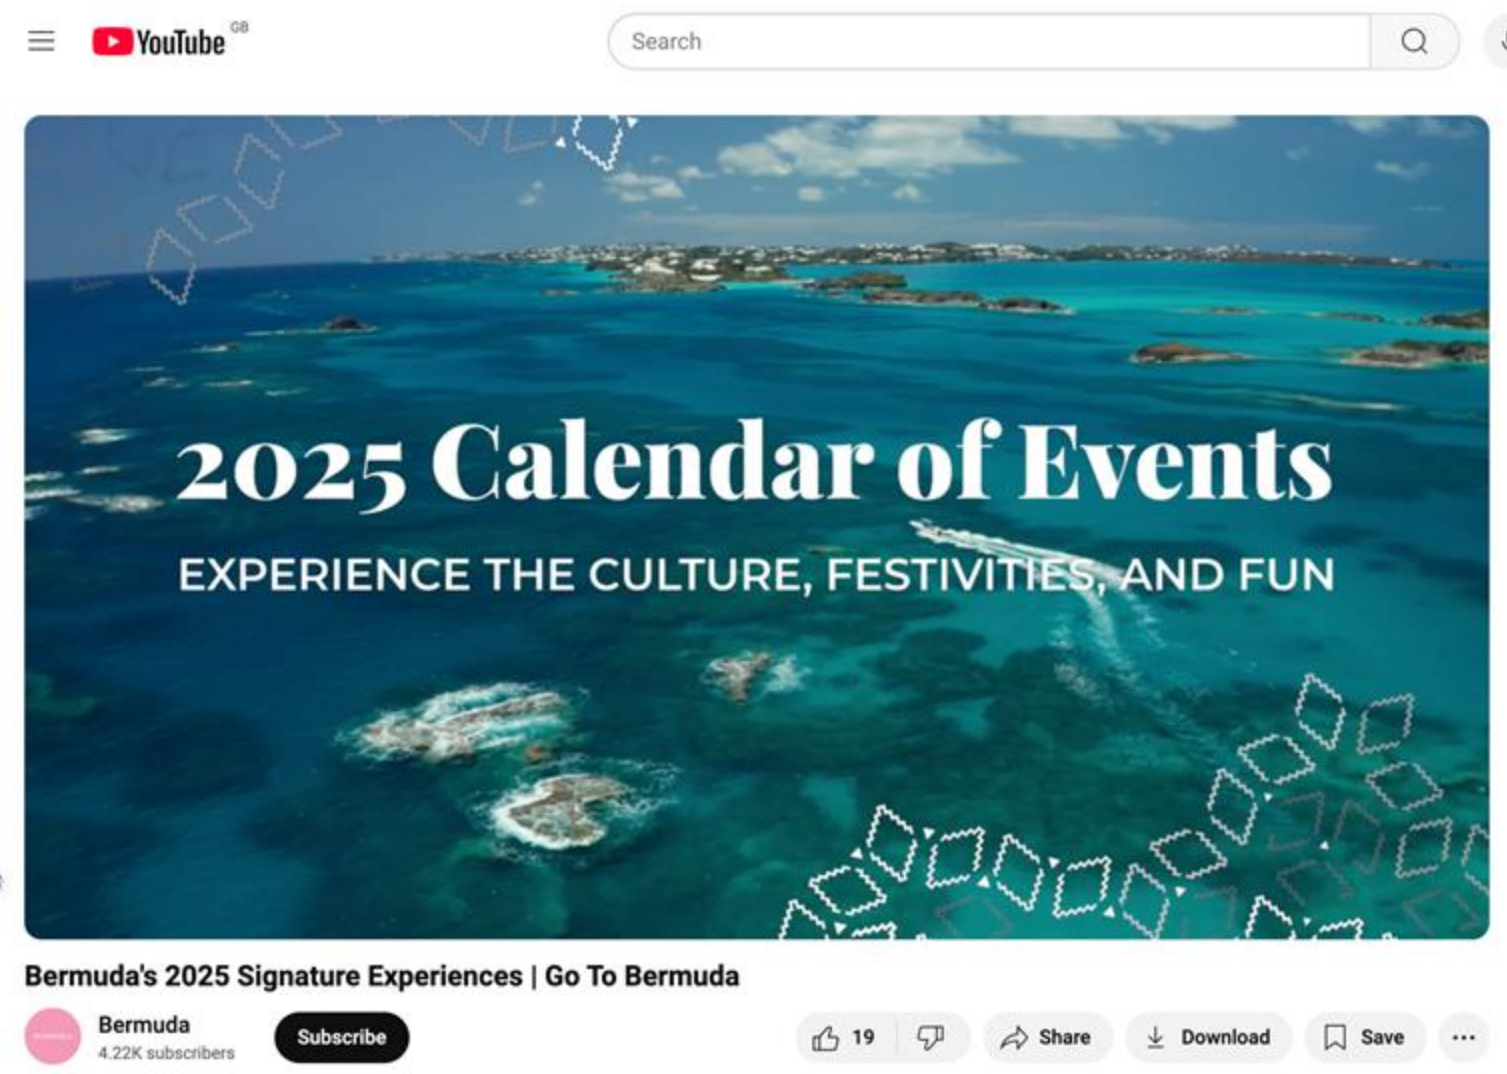 YouTube GB
Search
2025 Calendar of Events
EXPERIENCE THE CULTURE, FESTIVITIES, AND FUN
Bermuda's 2025 Signature Experiences | Go To Bermuda
Bermuda
4.22K subscribers
Subscribe
19
Share
Download
Save